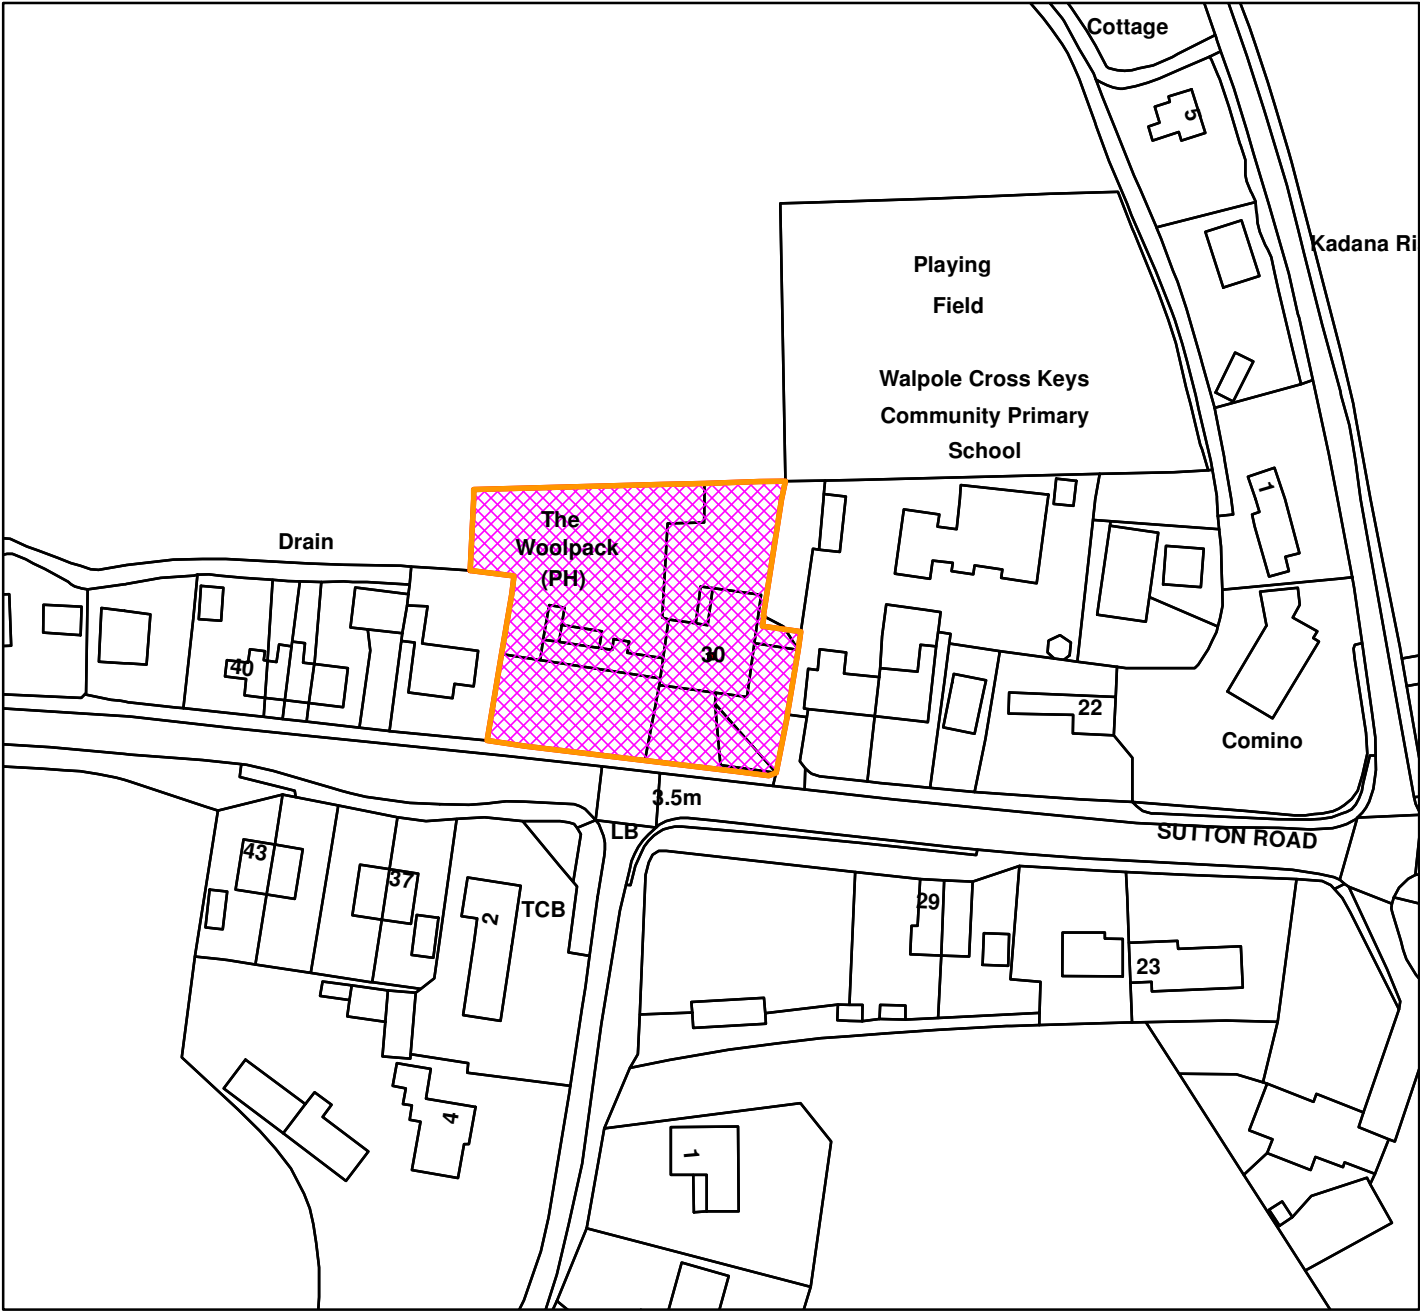 Cottage
5
Kadana Ri
Playing
Field
Walpole Cross Keys
Community Primary
School
1
The
Woolpack
(PH)
Drain
30
40
22
Comino
3.5m
LB
SUTTON ROAD
43
37
2
TCB
29
23
4
1